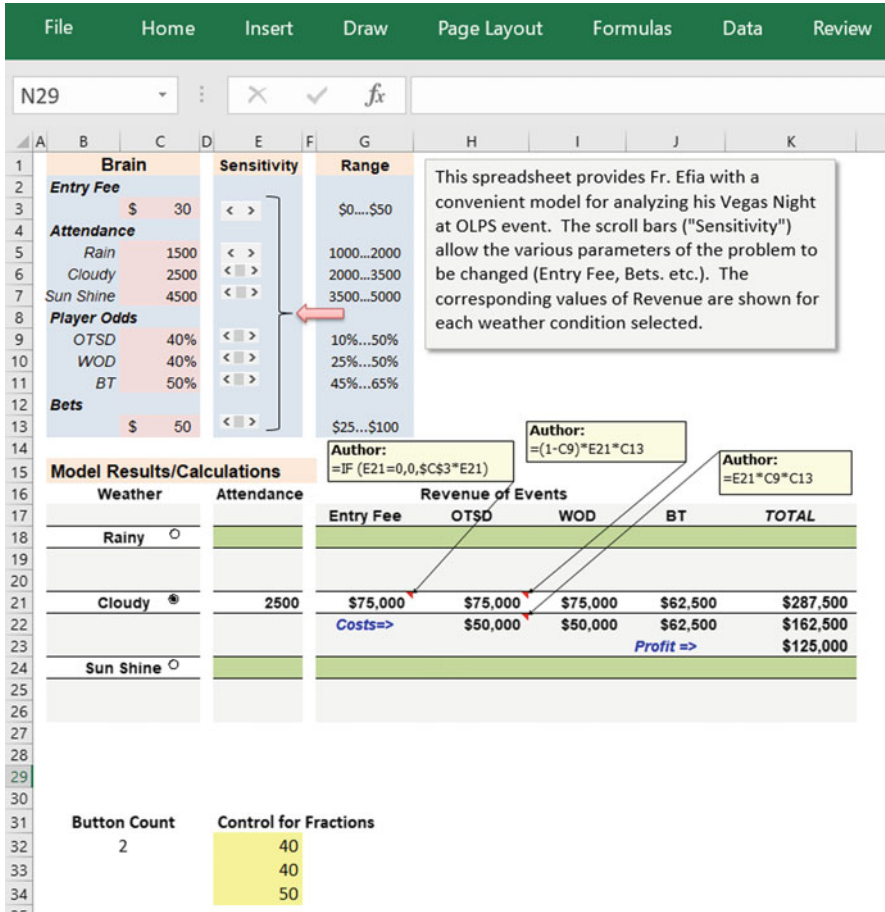 File Home Insert Draw Page Layout Formulas Data Review
N29 fx
A B C D E F G H I J K
1 Brain Sensitivity Range
2 Entry Fee
3 $ 30 < > $0....$50
4 Attendance
5 Rain 1500 < > 1000...2000
6 Cloudy 2500 < > 2000...3500
7 Sun Shine 4500 < > 3500...5000
8 Player Odds
9 OTSD 40% < > 10%...50%
10 WOD 40% < > 25%...50%
11 BT 50% < > 45%...65%
12 Bets
13 $ 50 < > $25...$100
This spreadsheet provides Fr. Efia with a
convenient model for analyzing his Vegas Night
at OLPS event. The scroll bars ("Sensitivity")
allow the various parameters of the problem to
be changed (Entry Fee, Bets. etc.). The
corresponding values of Revenue are shown for
each weather condition selected.
14
Author:
=IF (E21=0,0,$C$3*E21)
Author:
=(1-C9)*E21*C13
Author:
=E21*C9*C13
15 Model Results/Calculations
16 Weather Attendance Revenue of Events
17 Entry Fee OTSD WOD BT TOTAL
18 Rainy
19
20
21 Cloudy 2500 $75,000 $75,000 $75,000 $62,500 $287,500
22 Costs=> $50,000 $50,000 $62,500 $162,500
23 Profit => $125,000
24 Sun Shine
25
26
27
28
29
30
31 Button Count Control for Fractions
32 2 40
33 40
34 50